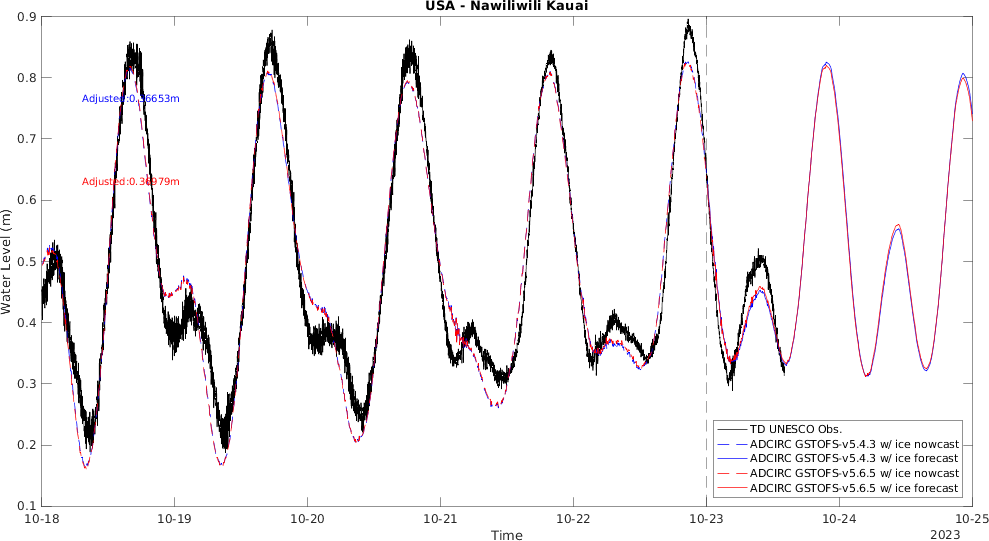 USA - Nawiliwili Kauai
0.9
0.8
0.7
0.6
0.5
0.4
0.3
0.2
0.1
Water Level (m)
Adjusted:0.36653m
Adjusted:0.36979m
TD UNESCO Obs.
ADCIRC GSTOFS-v5.4.3 w/ ice nowcast
ADCIRC GSTOFS-v5.4.3 w/ ice forecast
ADCIRC GSTOFS-v5.6.5 w/ ice nowcast
ADCIRC GSTOFS-v5.6.5 w/ ice forecast
10-18 10-19 10-20 10-21 10-22 10-23 10-24 10-25
Time
2023